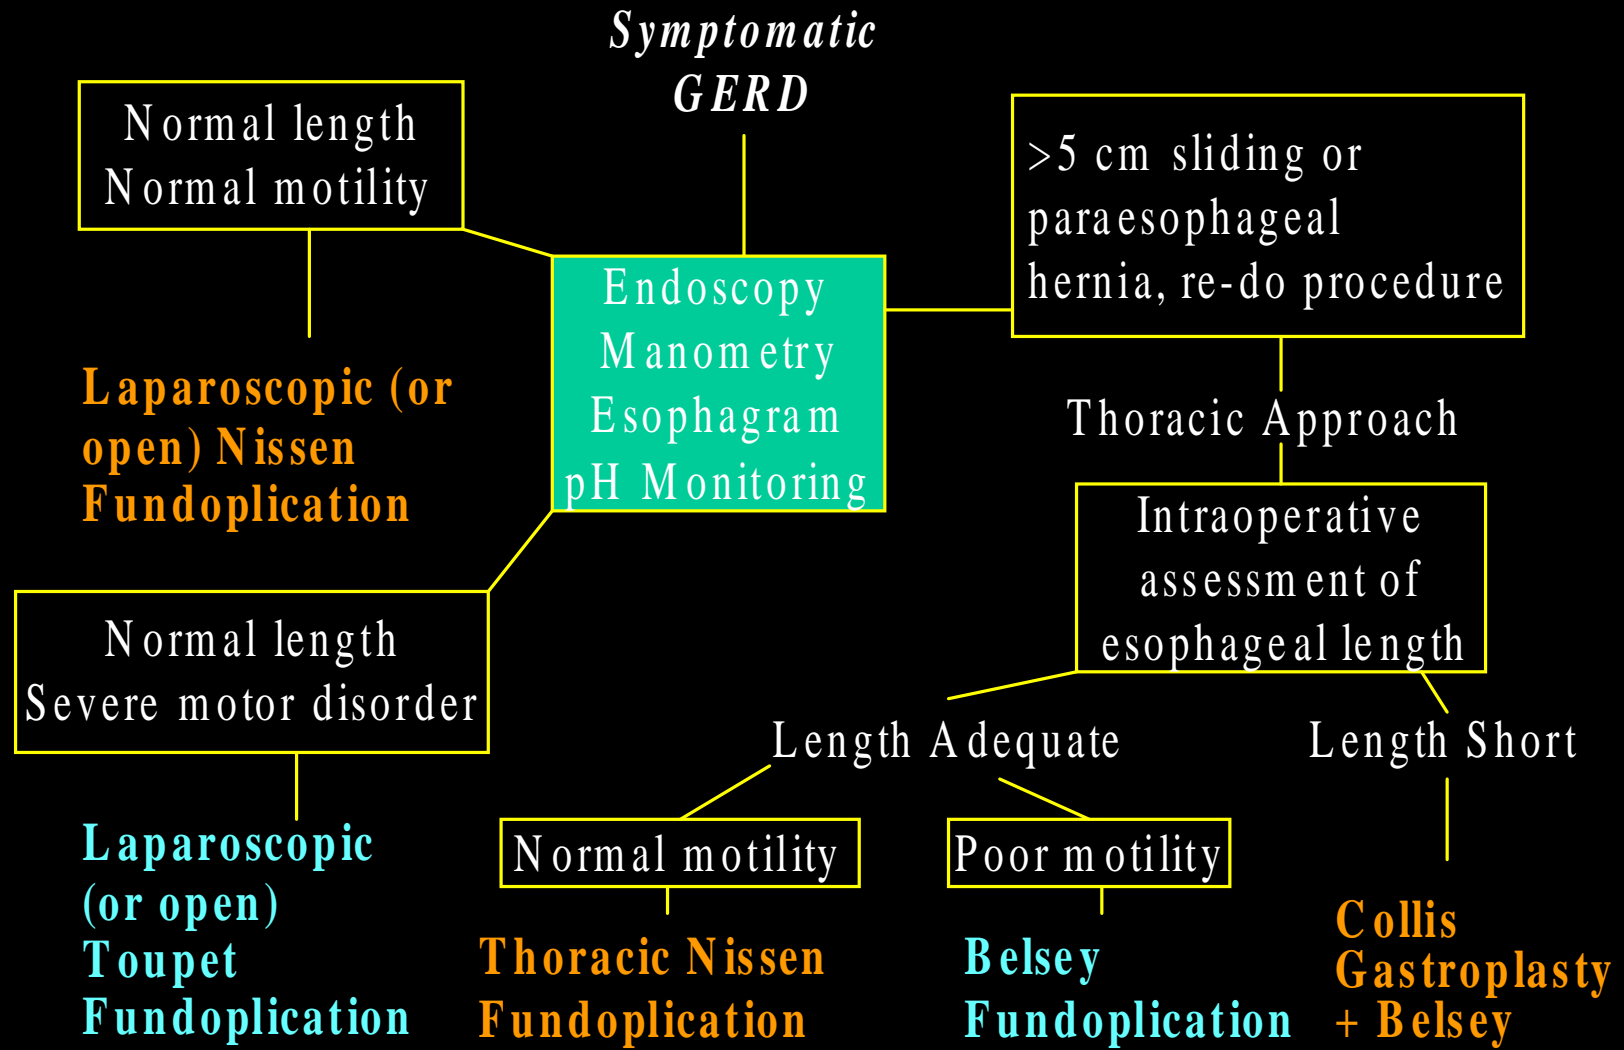 Symptomatic
GERD
Normal length
Normal motility
>5 cm sliding or
paraesophageal
hernia, re-do procedure
Endoscopy
Manometry
Esophagram
pH Monitoring
Laparoscopic (or
open) Nissen
Fundoplication
Thoracic Approach
Intraoperative
assessment of
esophageal length
Normal length
Severe motor disorder
Length Adequate
Length Short
Laparoscopic
(or open)
Toupet
Fundoplication
Normal motility
Poor motility
Thoracic Nissen
Fundoplication
Belsey
Fundoplication
Collis
Gastroplasty
+ Belsey